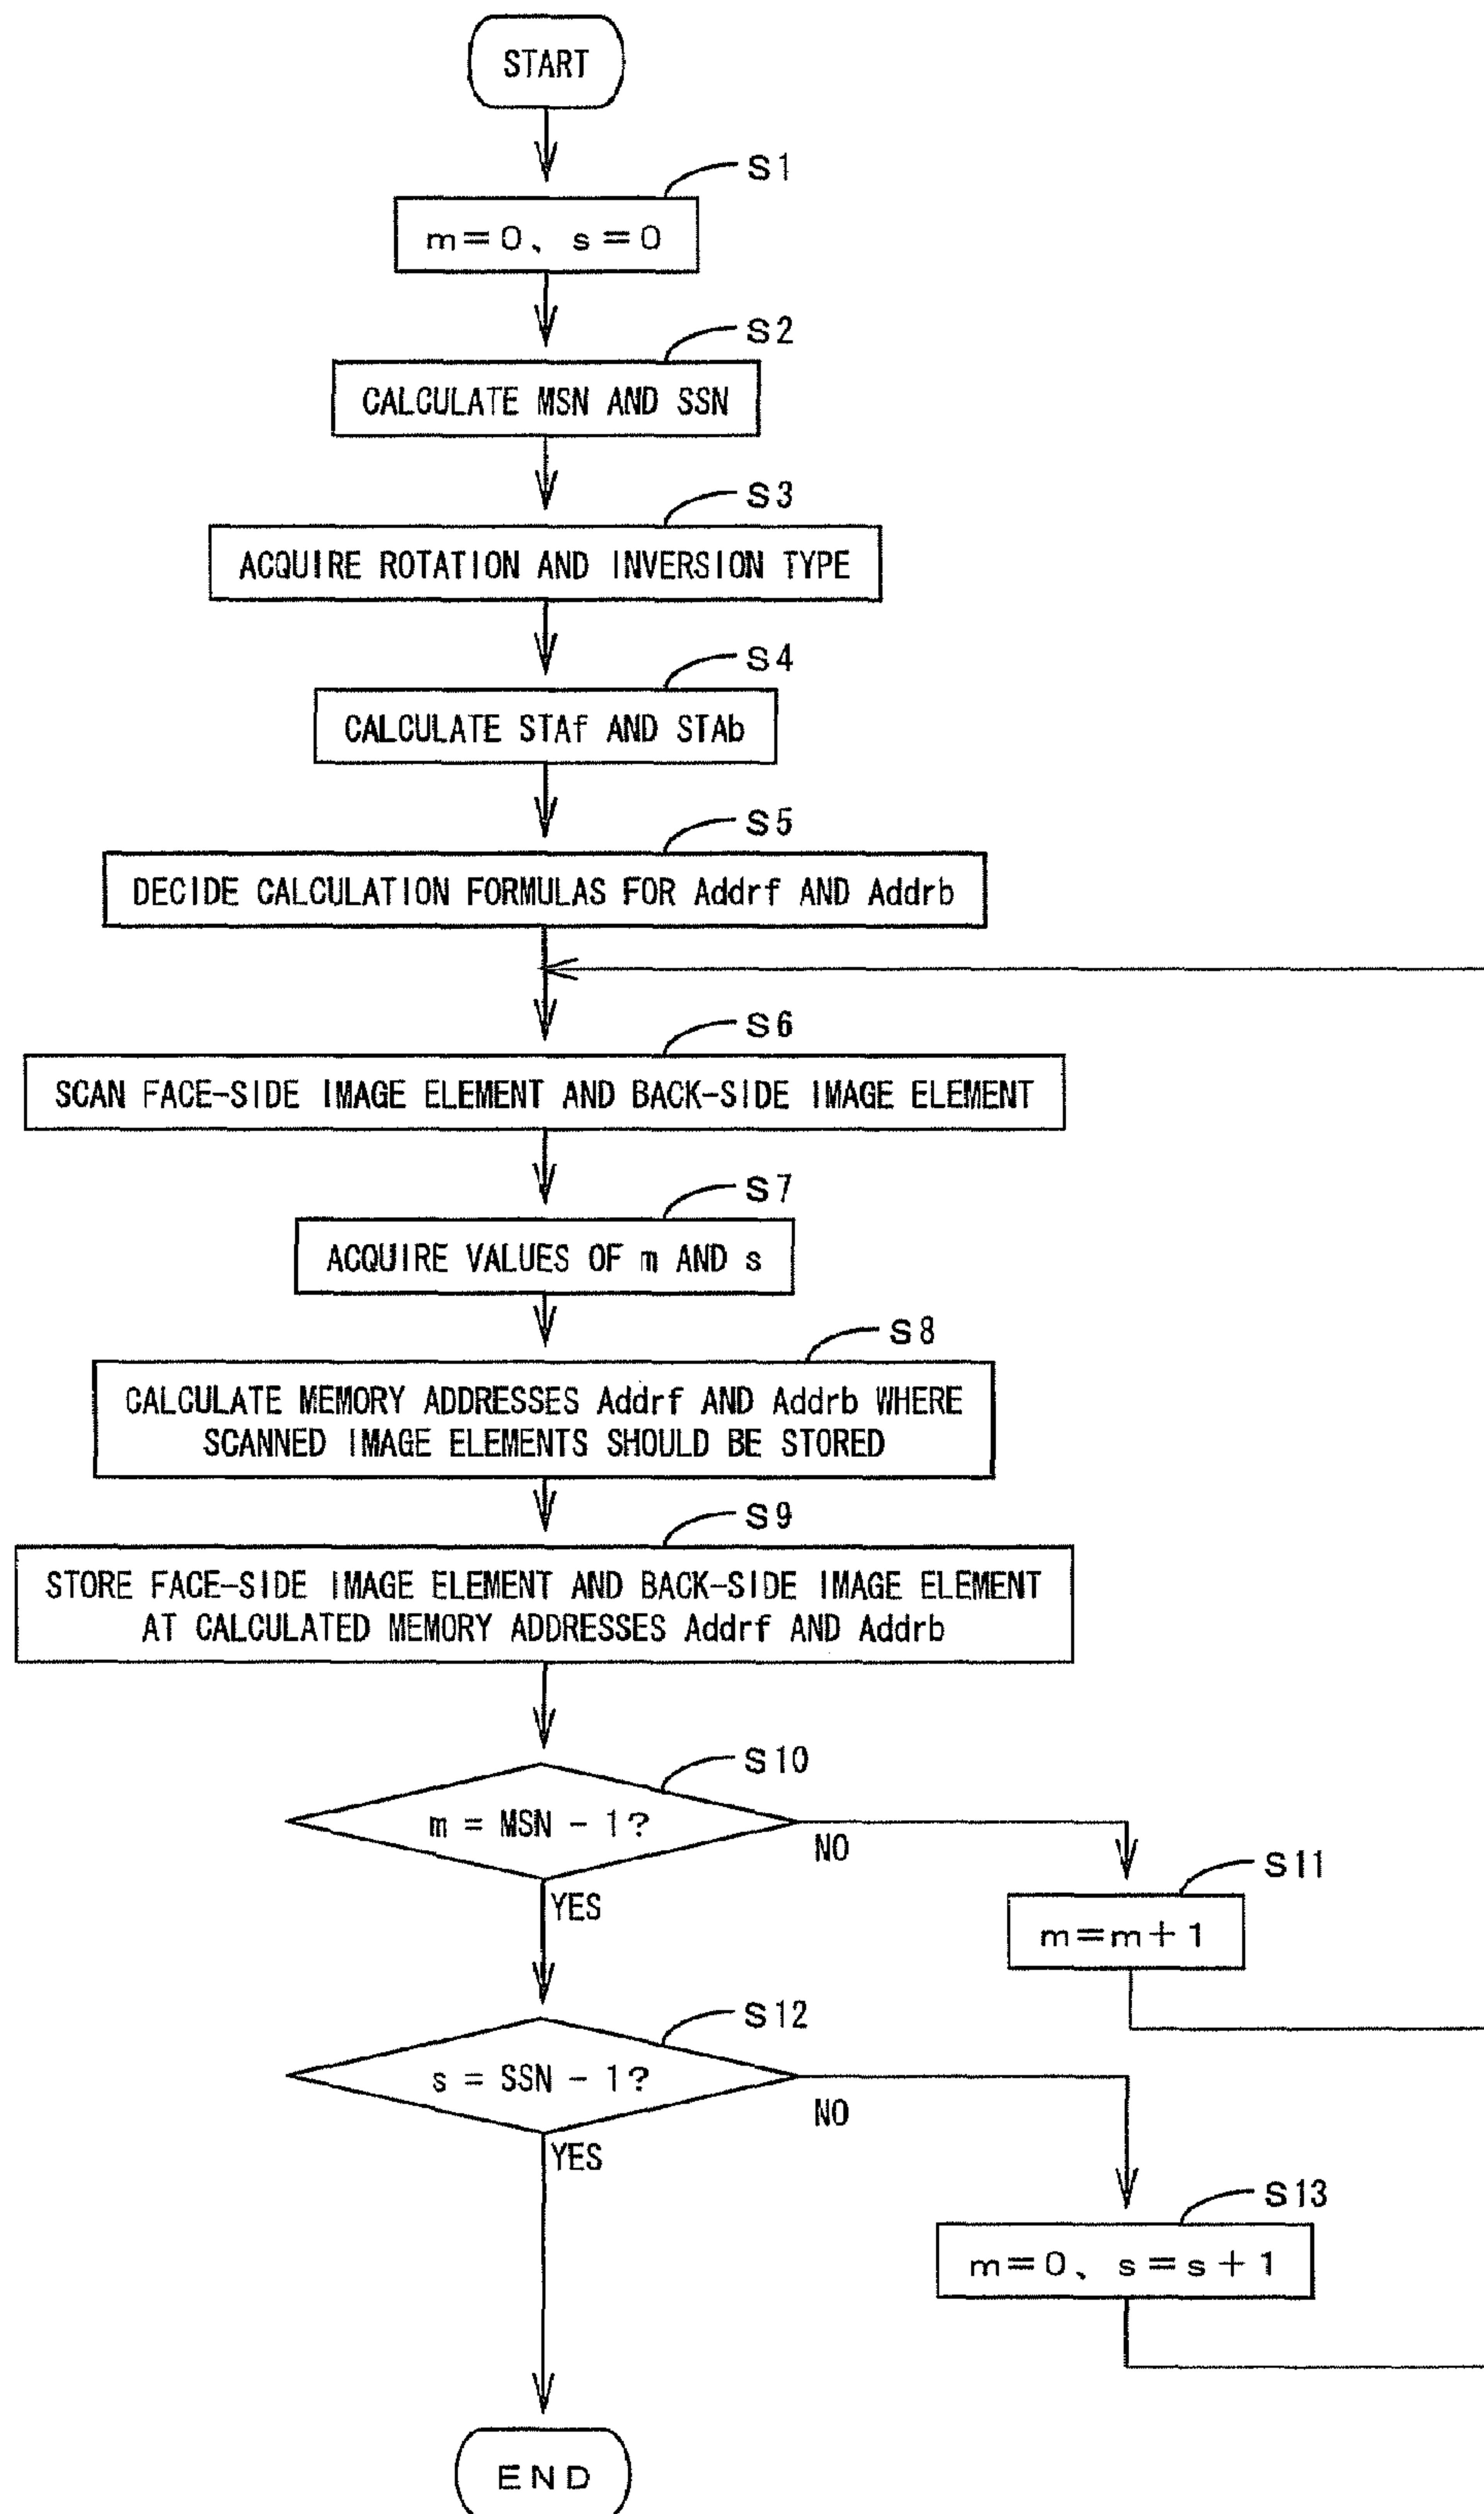 START
S1
m=0、s=0
S2
CALCULATE MSN AND SSN
S3
ACQUIRE ROTATION AND INVERSION TYPE
S4
CALCULATE STAf AND STAb
S5
DECIDE CALCULATION FORMULAS FOR Addrf AND Addrb
S6
SCAN FACE-SIDE IMAGE ELEMENT AND BACK-SIDE IMAGE ELEMENT
S7
ACQUIRE VALUES OF m AND s
S8
CALCULATE MEMORY ADDRESSES Addrf AND Addrb WHERE
SCANNED IMAGE ELEMENTS SHOULD BE STORED
S9
STORE FACE-SIDE IMAGE ELEMENT AND BACK-SIDE IMAGE ELEMENT
AT CALCULATED MEMORY ADDRESSES Addrf AND Addrb
S10
m = MSN - 1?
NO
YES
S11
m=m+1
S12
s = SSN - 1?
NO
YES
S13
m=0、s=s+1
END